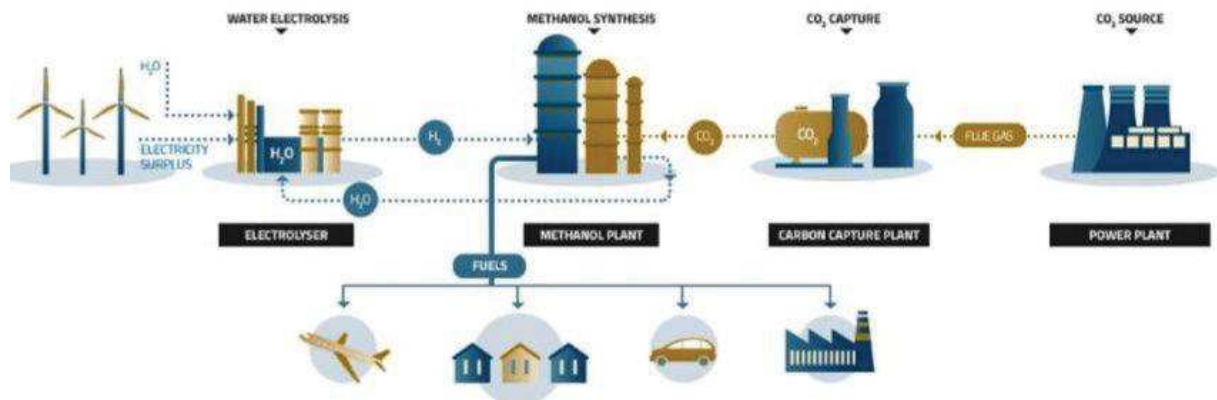 WATER ELECTROLYSIS
METHANOL SYNTHESIS
CO₂ CAPTURE
CO₂ SOURCE
H₂O
ELECTRICITY
SURPLUS
H₂O
H₂
CO₂
CO₂
FLUE GAS
H₂O
ELECTROLYSER
METHANOL PLANT
CARBON CAPTURE PLANT
POWER PLANT
FUELS